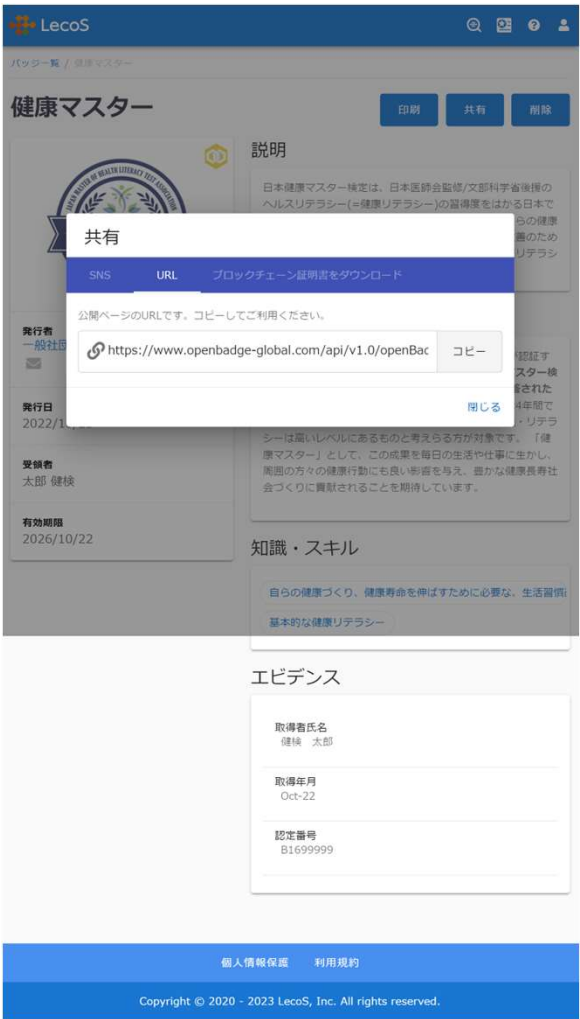 LecoS
バッジ一覧 / 健康マスター
健康マスター
印刷
共有
削除
JAPAN MASTER OF HEALTH LITERACY TEST ASSOCIATION
説明
日本健康マスター検定は、日本医師会監修/文部科学省後援の
ヘルスリテラシー(=健康リテラシー)の習得度をはかる日本で
らの健康
善のため
リテラシ
共有
SNS
URL
ブロックチェーン証明書をダウンロード
公開ページのURLです。コピーしてご利用ください。
https://www.openbadge-global.com/api/v1.0/openBac
コピー
閉じる
発行者
一般社団
発行日
2022/1
受領者
太郎 健検
有効期限
2026/10/22
が認証す
スター検
された
4年間で
・リテラ
シーは高いレベルにあるものと考えらる方が対象です。 「健
康マスター」として、この成果を毎日の生活や仕事に生かし、
周囲の方々の健康行動にも良い影響を与え、豊かな健康長寿社
会づくりに貢献されることを期待しています。
知識・スキル
自らの健康づくり、健康寿命を伸ばすために必要な、生活習慣
基本的な健康リテラシー
エビデンス
取得者氏名
健検 太郎
取得年月
Oct-22
認定番号
B1699999
個人情報保護
利用規約
Copyright © 2020 - 2023 LecoS, Inc. All rights reserved.